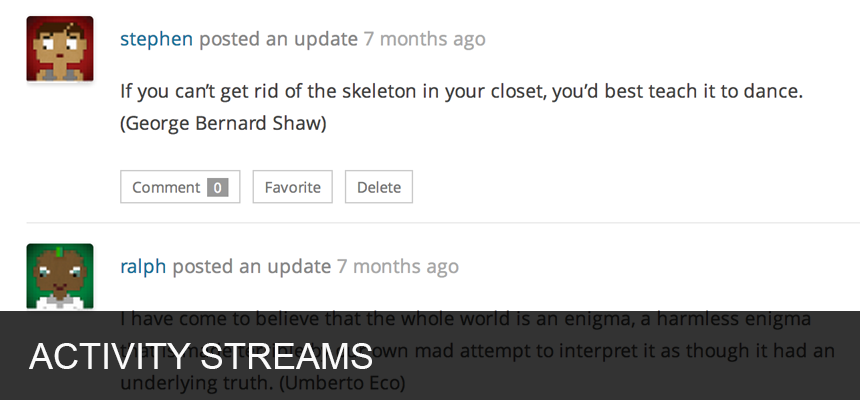 stephen posted an update 7 months ago
If you can't get rid of the skeleton in your closet, you'd best teach it to dance.
(George Bernard Shaw)
Comment 0 Favorite Delete
ralph posted an update 7 months ago
I have come to believe that the whole world is an enigma, a harmless enigma
own mad attempt to interpret it as though it had an
ACTIVITY STREAMS
underlying truth. (Umberto Eco)